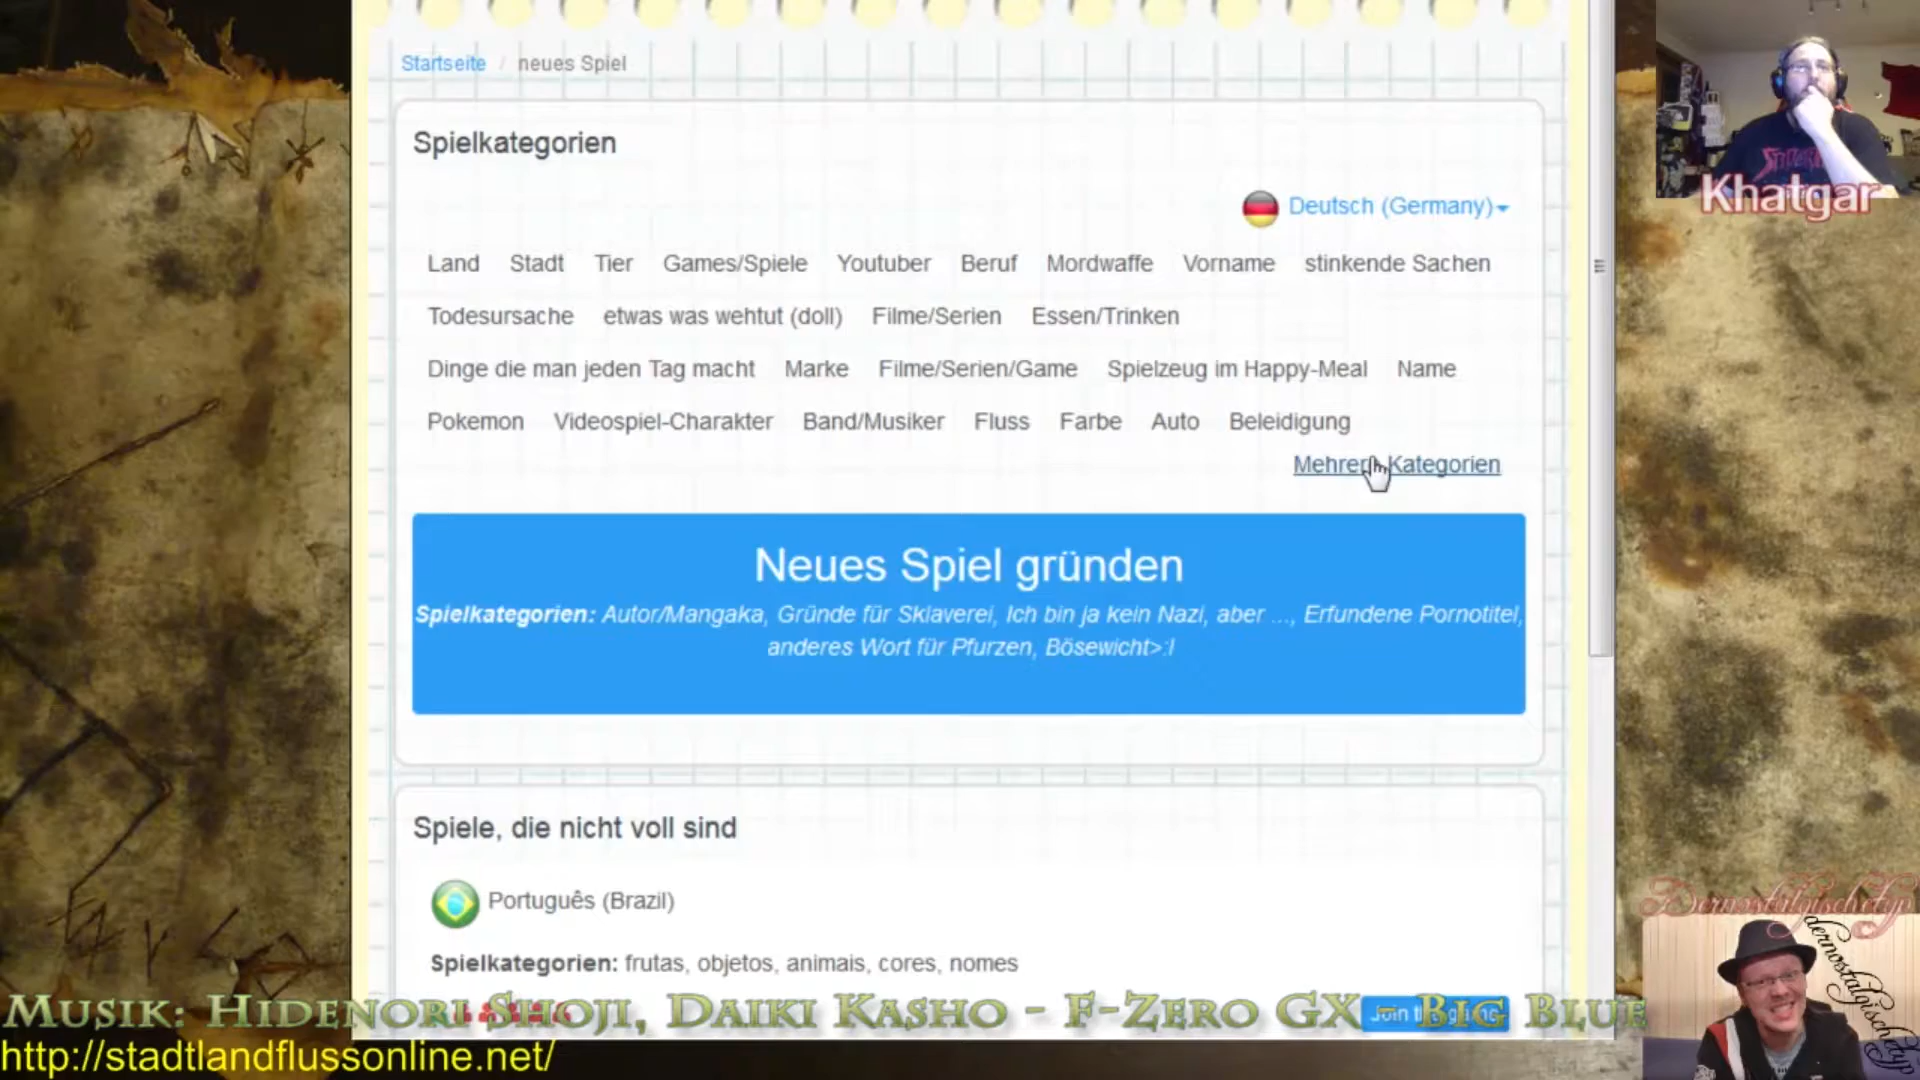 Startseite / neues Spiel
Khatgar
Spielkategorien
Deutsch (Germany)
Land Stadt Tier Games/Spiele Youtuber Beruf Mordwaffe Vorname stinkende Sachen
Todesursache etwas was wehtut (doll) Filme/Serien Essen/Trinken
Dinge die man jeden Tag macht Marke Filme/Serien/Game Spielzeug im Happy-Meal Name
Pokemon Videospiel-Charakter Band/Musiker Fluss Farbe Auto Beleidigung
Mehrere Kategorien
Neues Spiel gründen
Spielkategorien: Autor/Mangaka, Gründe für Sklaverei, Ich bin ja kein Nazi, aber ..., Erfundene Pornotitel,
anderes Wort für Pfurzen, Bösewicht>:I
Spiele, die nicht voll sind
Português (Brazil)
Dernostalgischetyp
dernostalgischetyp
Spielkategorien: frutas, objetos, animais, cores, nomes
Musik: Hidenori Shoji, Daiki Kasho - F-Zero GX - Big Blue
http://stadtlandflussonline.net/